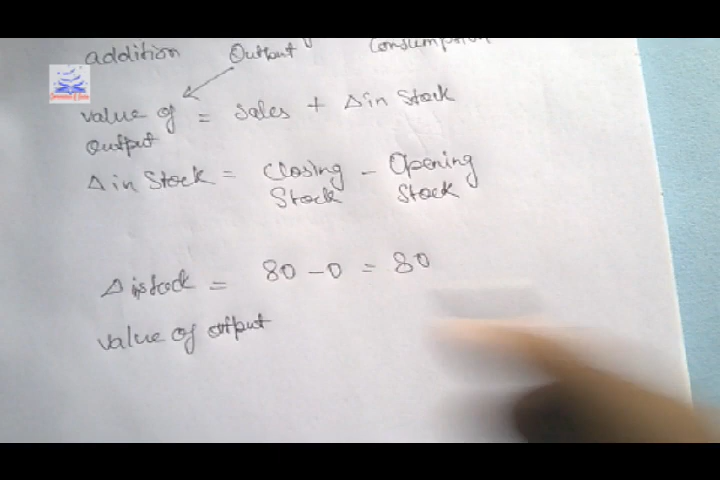 addition Output Consumption
value of = Sales + Δ in Stock
Output
Δ in Stock = Closing - Opening
Stock Stock
Δ in stock = 80 - 0 = 80
value of output